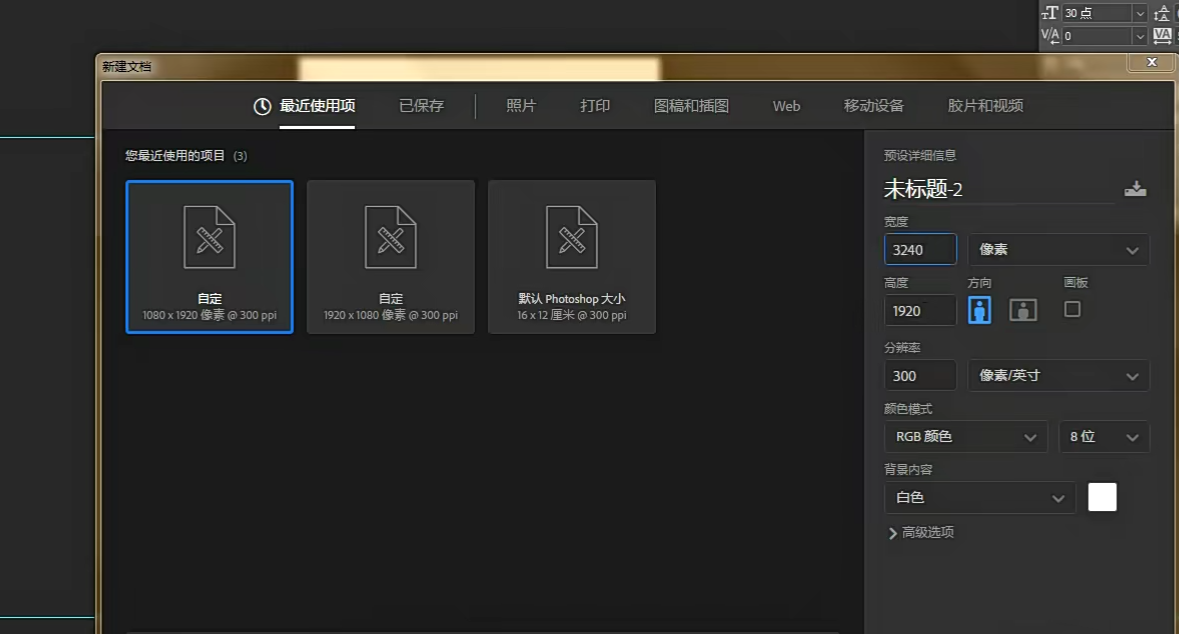 30 点
V/A 0
新建文档
最近使用项 已保存 照片 打印 图稿和插图 Web 移动设备 胶片和视频
您最近使用的项目 (3)
自定
1080 x 1920 像素 @ 300 ppi
自定
1920 x 1080 像素 @ 300 ppi
默认 Photoshop 大小
16 x 12 厘米 @ 300 ppi
预设详细信息
未标题-2
宽度
3240 像素
高度 方向 画板
1920
分辨率
300 像素/英寸
颜色模式
RGB 颜色 8 位
背景内容
白色
高级选项